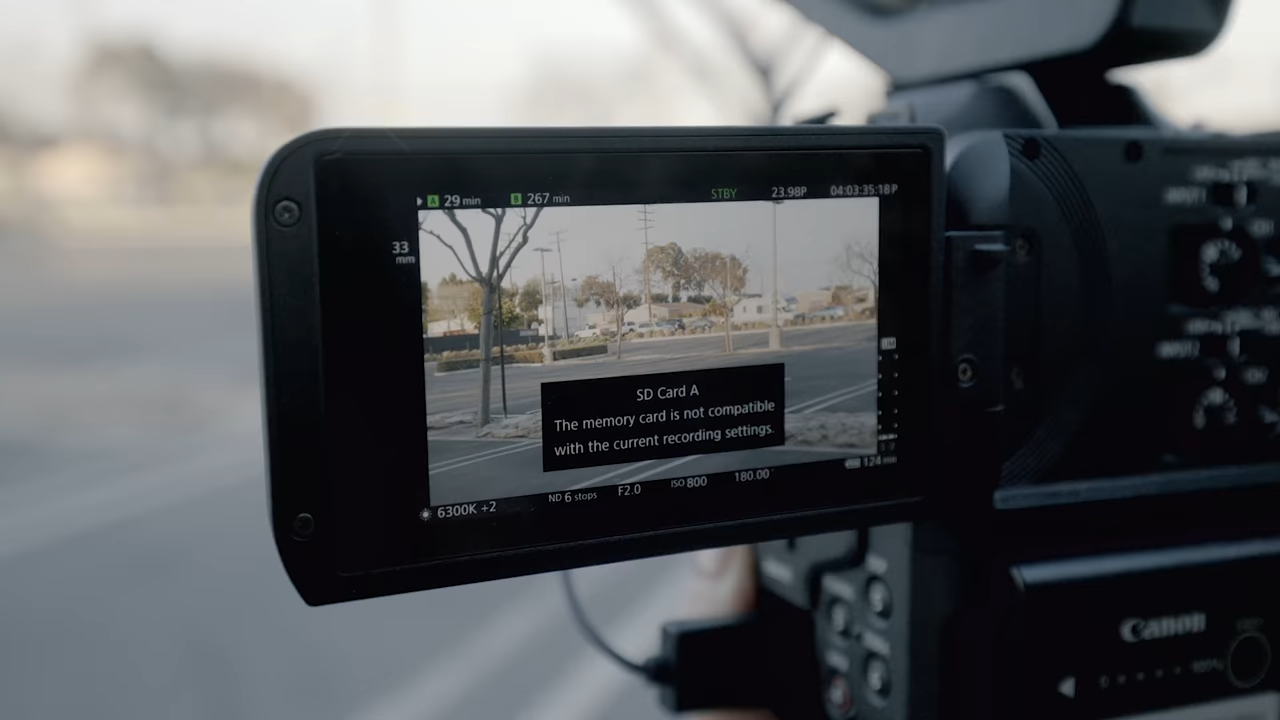 A 29 min B 267 min STBY 23.98P 04:03:35:18P
33
mm
SD Card A
The memory card is not compatible
with the current recording settings.
124 min
6300K +2 ND 6 stops F2.0 ISO 800 180.00°
Canon